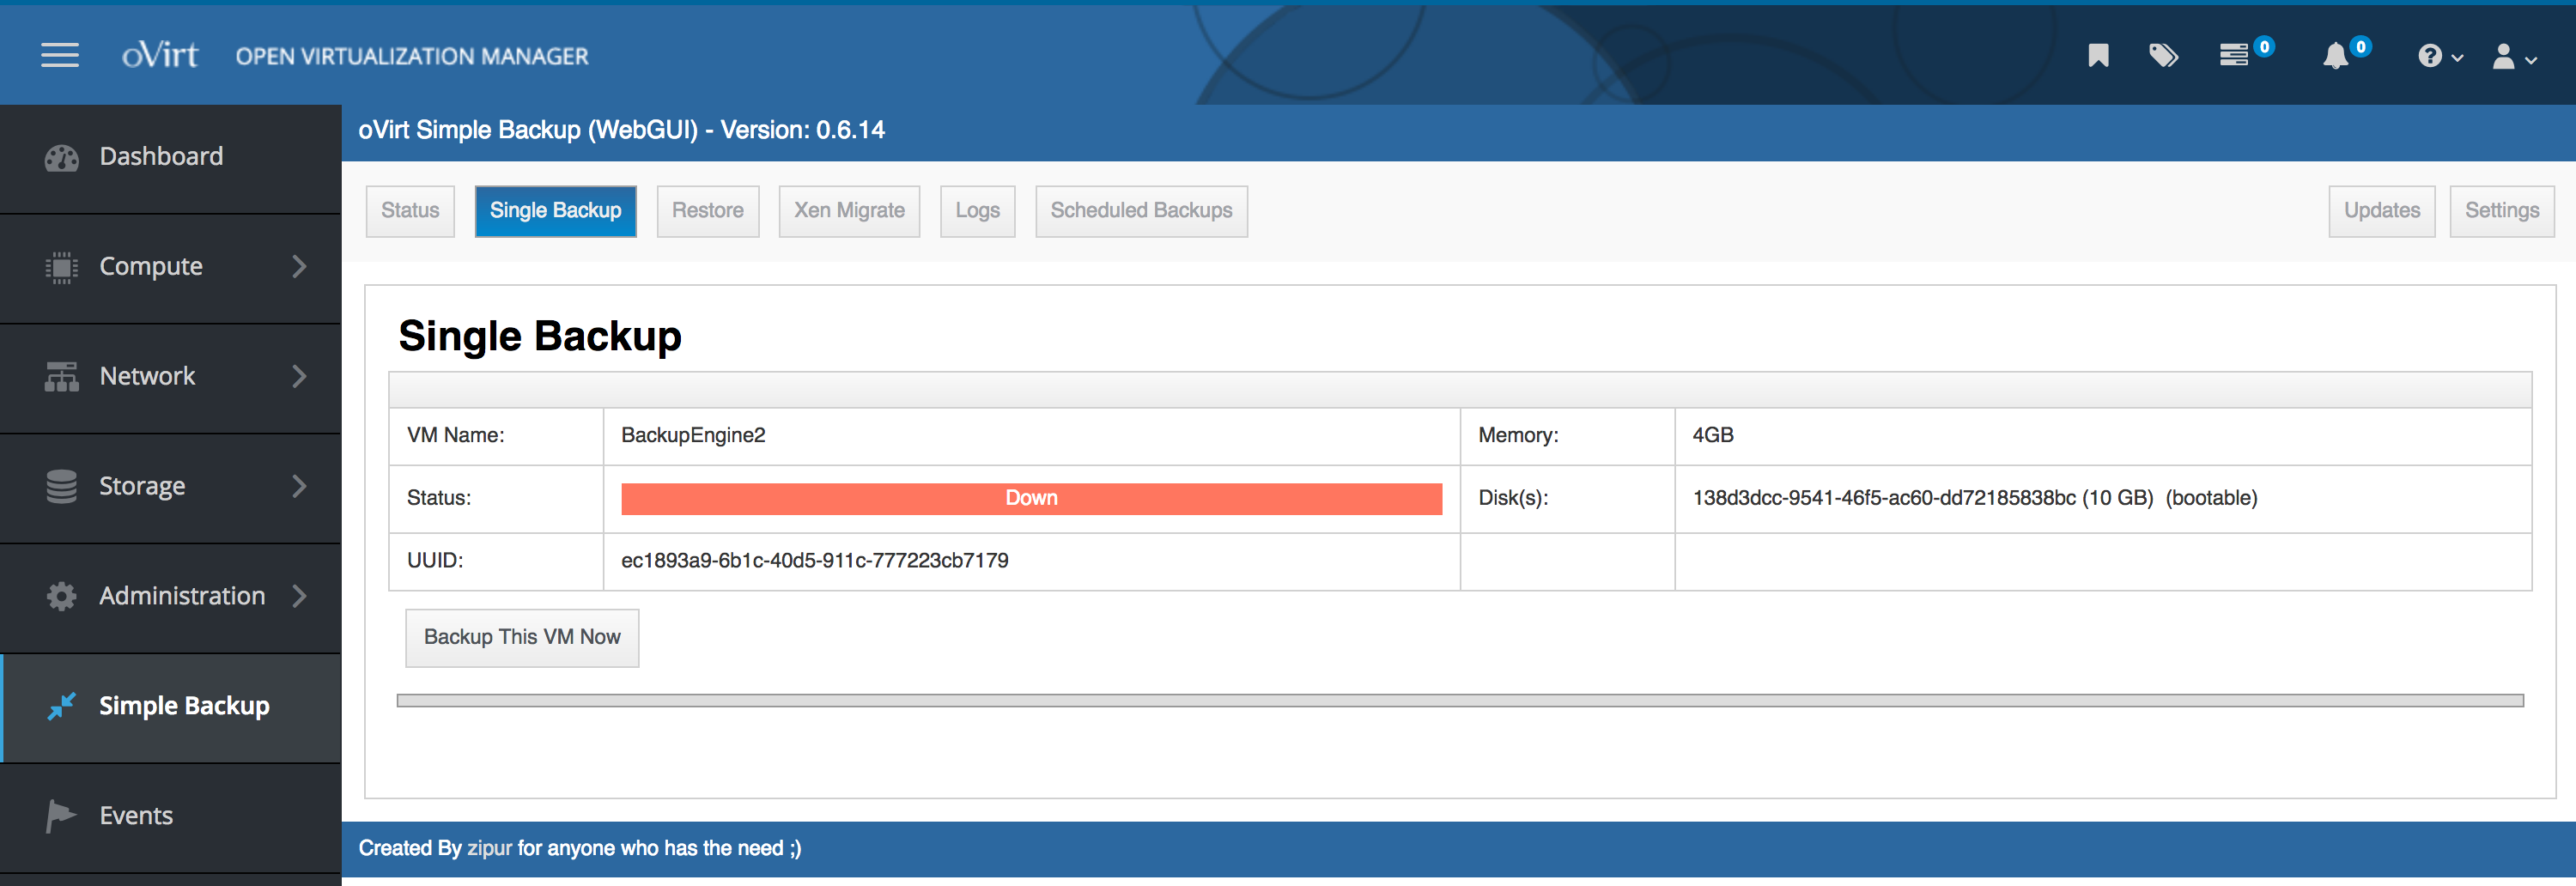 oVirt OPEN VIRTUALIZATION MANAGER
0
0
Dashboard
Compute
Network
Storage
Administration
Simple Backup
Events
oVirt Simple Backup (WebGUI) - Version: 0.6.14
Status Single Backup Restore Xen Migrate Logs Scheduled Backups Updates Settings
Single Backup
VM Name: BackupEngine2 Memory: 4GB
Status: Down Disk(s): 138d3dcc-9541-46f5-ac60-dd72185838bc (10 GB) (bootable)
UUID: ec1893a9-6b1c-40d5-911c-777223cb7179
Backup This VM Now
Created By zipur for anyone who has the need ;)